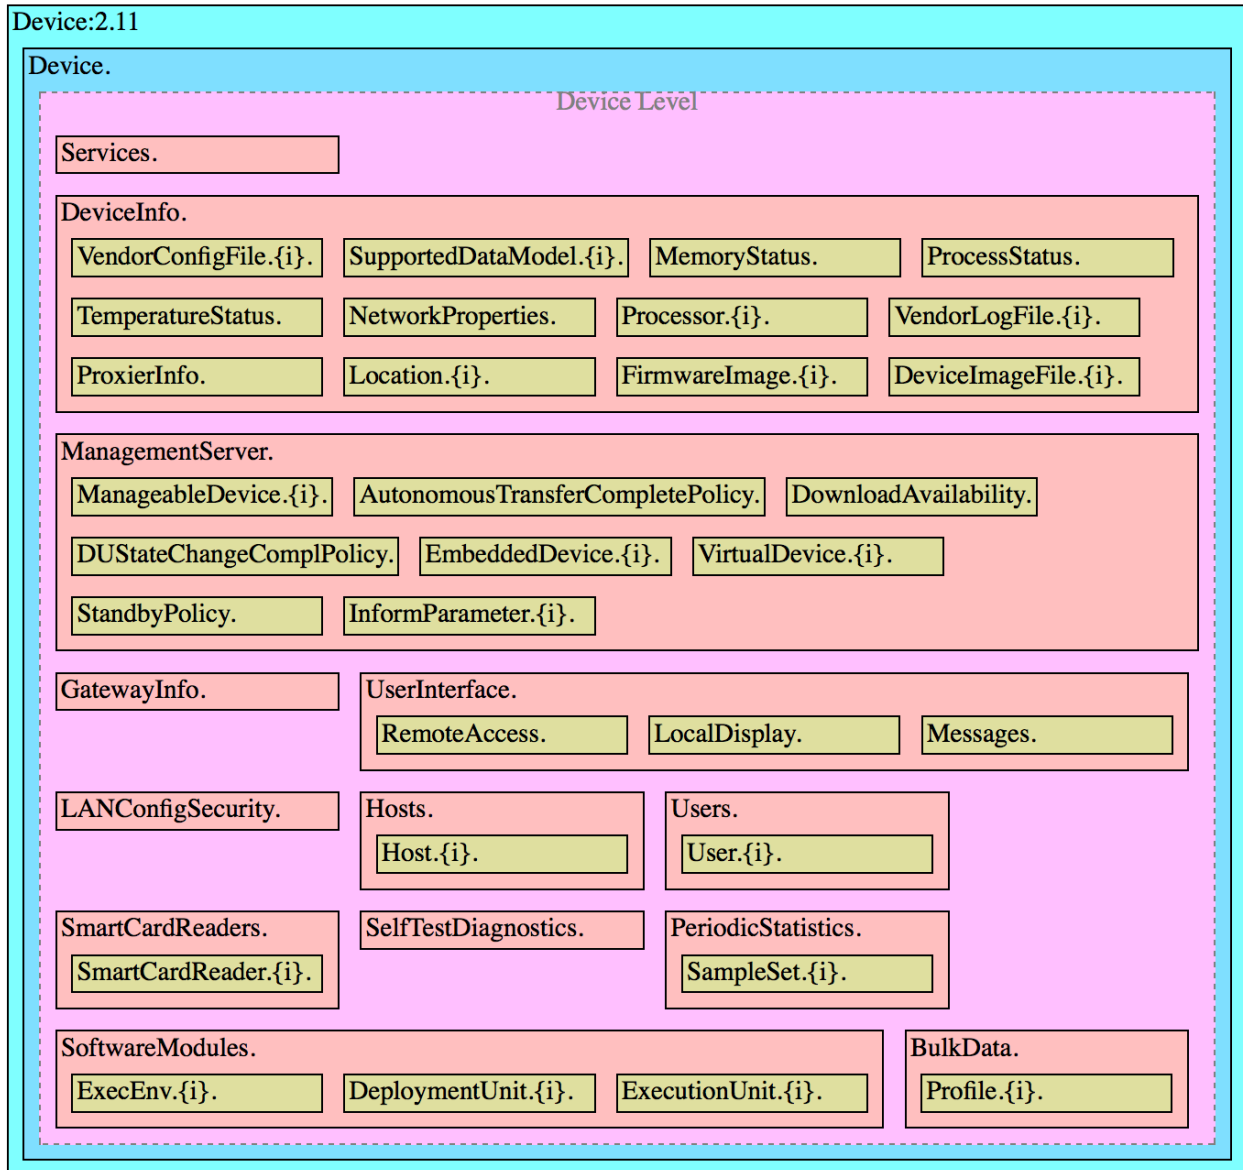 Device:2.11
Device.
Device Level
Services.
DeviceInfo.
VendorConfigFile.{i}. SupportedDataModel.{i}. MemoryStatus. ProcessStatus.
TemperatureStatus. NetworkProperties. Processor.{i}. VendorLogFile.{i}.
ProxierInfo. Location.{i}. FirmwareImage.{i}. DeviceImageFile.{i}.
ManagementServer.
ManageableDevice.{i}. AutonomousTransferCompletePolicy. DownloadAvailability.
DUStateChangeComplPolicy. EmbeddedDevice.{i}. VirtualDevice.{i}.
StandbyPolicy. InformParameter.{i}.
GatewayInfo. UserInterface.
RemoteAccess. LocalDisplay. Messages.
LANConfigSecurity. Hosts. Users.
Host.{i}. User.{i}.
SmartCardReaders. SelfTestDiagnostics. PeriodicStatistics.
SmartCardReader.{i}. SampleSet.{i}.
SoftwareModules. BulkData.
ExecEnv.{i}. DeploymentUnit.{i}. ExecutionUnit.{i}. Profile.{i}.